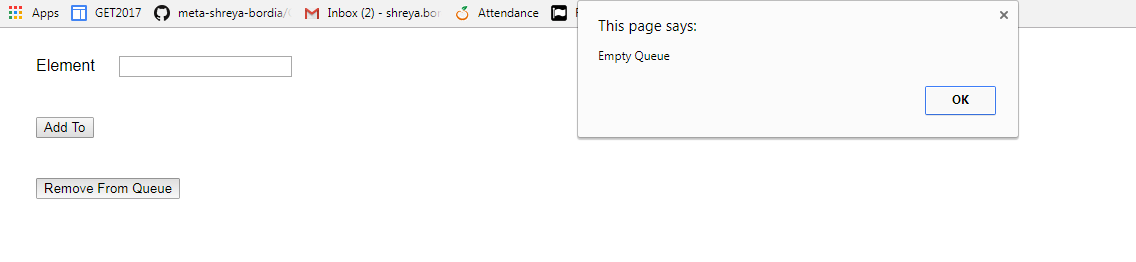 Apps GET2017 meta-shreya-bordia/ Inbox (2) - shreya.bor Attendance
This page says:
Empty Queue
OK
Element
Add To
Remove From Queue